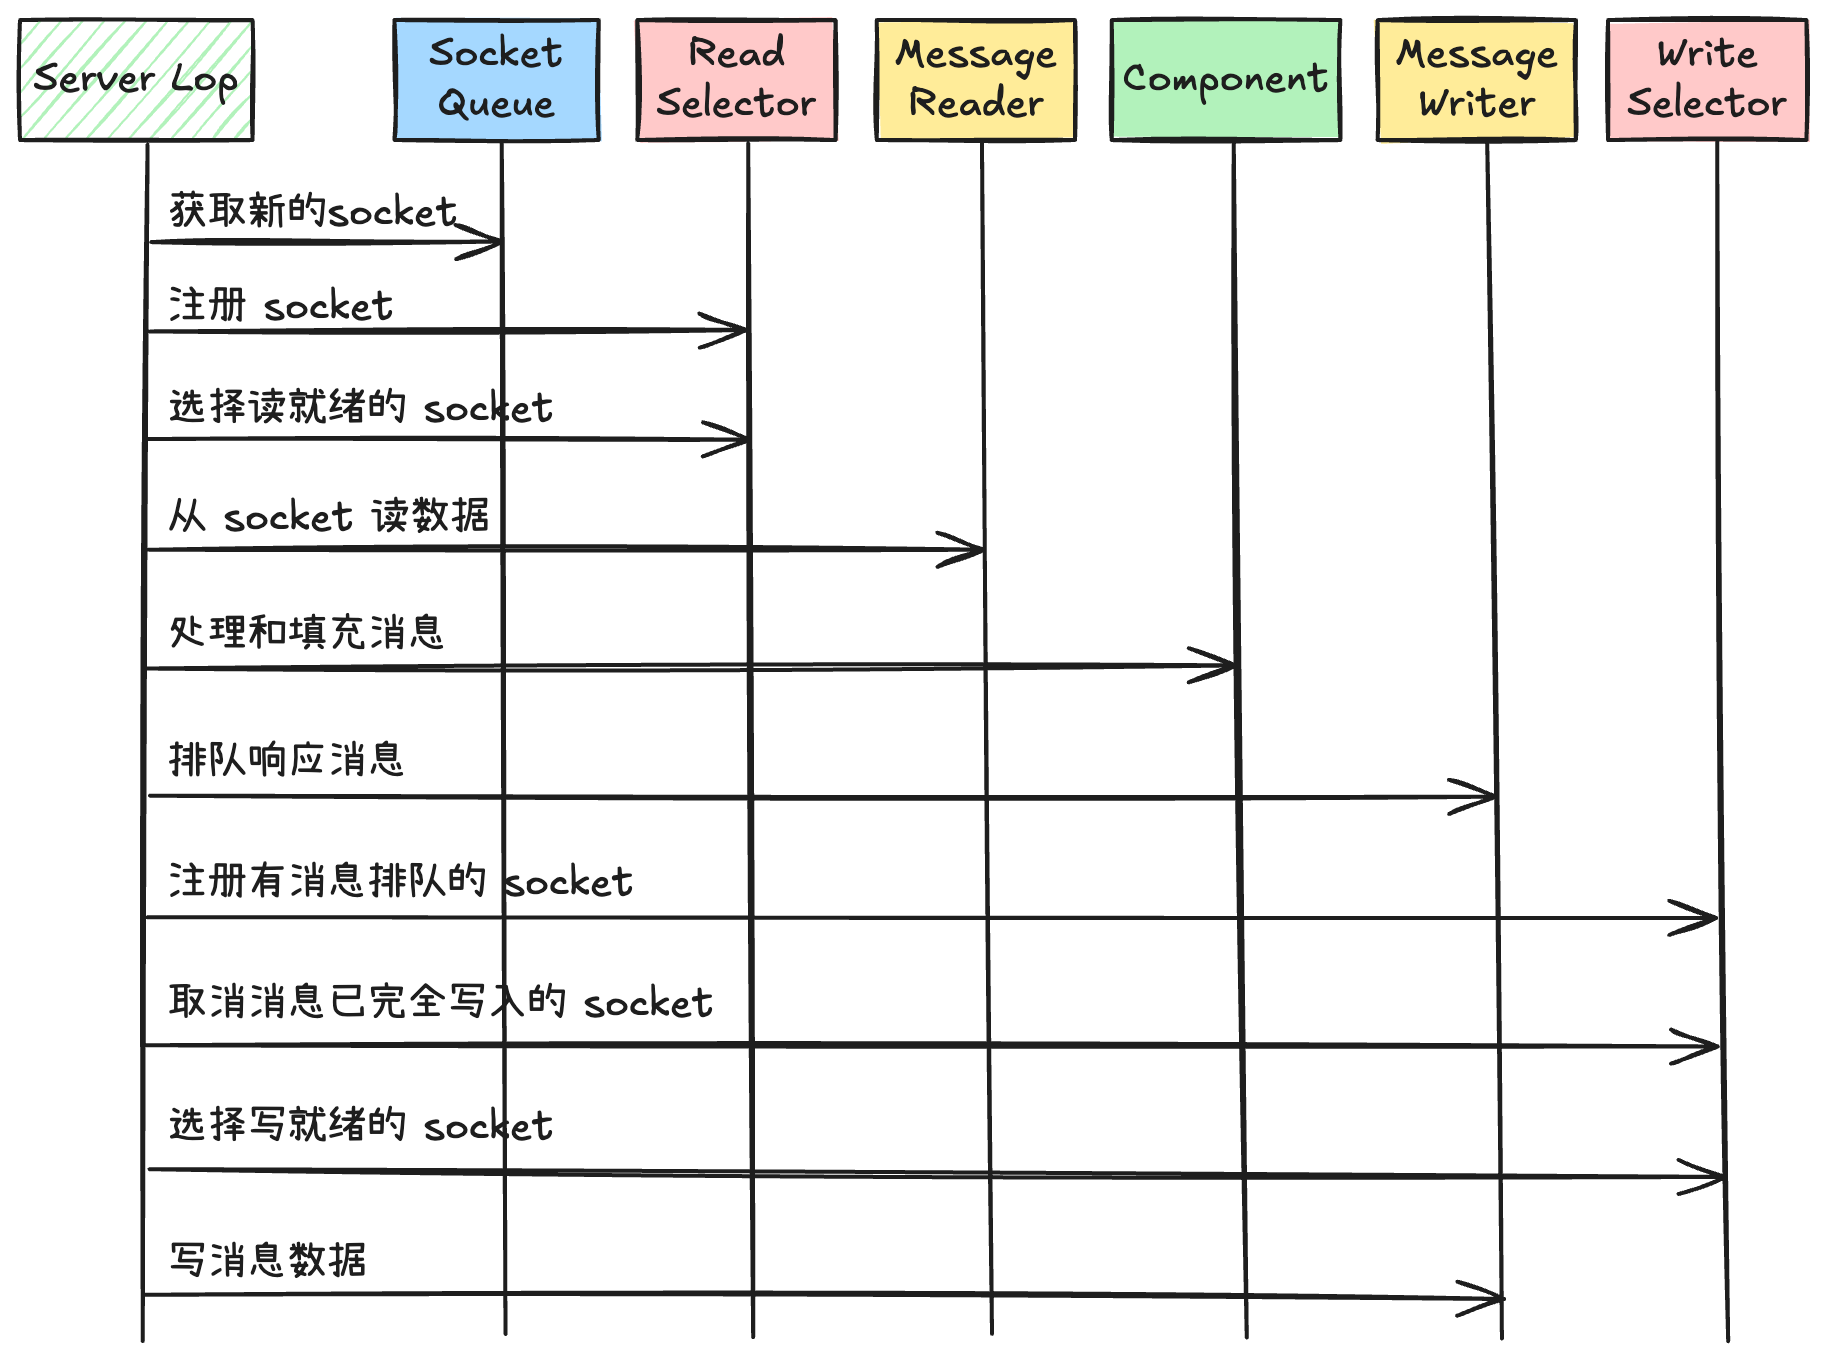 Server Lop
Socket
Queue
Read
Selector
Message
Reader
Component
Message
Writer
Write
Selector
获取新的socket
注册 socket
选择读就绪的 socket
从 socket 读数据
处理和填充消息
排队响应消息
注册有消息排队的 socket
取消消息已完全写入的 socket
选择写就绪的 socket
写消息数据